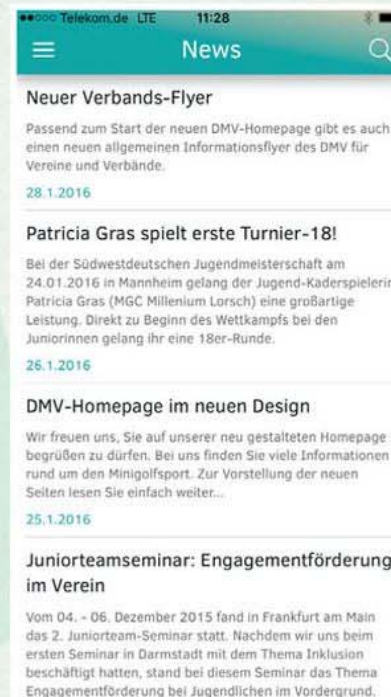 Telekom.de LTE 11:28
News
Neuer Verbands-Flyer
Passend zum Start der neuen DMV-Homepage gibt es auch
einen neuen allgemeinen Informationsflyer des DMV für
Vereine und Verbände.
28.1.2016
Patricia Gras spielt erste Turnier-18!
Bei der Südwestdeutschen Jugendmeisterschaft am
24.01.2016 in Mannheim gelang der Jugend-Kaderspielerin
Patricia Gras (MGC Millenium Lorsch) eine großartige
Leistung. Direkt zu Beginn des Wettkampfs bei den
Juniorinnen gelang ihr eine 18er-Runde.
26.1.2016
DMV-Homepage im neuen Design
Wir freuen uns, Sie auf unserer neu gestalteten Homepage
begrüßen zu dürfen. Bei uns finden Sie viele Informationen
rund um den Minigolfsport. Zur Vorstellung der neuen
Seiten lesen Sie einfach weiter...
25.1.2016
Juniorteamseminar: Engagementförderung
im Verein
Vom 04. - 06. Dezember 2015 fand in Frankfurt am Main
das 2. Juniorteam-Seminar statt. Nachdem wir uns beim
ersten Seminar in Darmstadt mit dem Thema Inklusion
beschäftigt hatten, stand bei diesem Seminar das Thema
Engagementförderung bei Jugendlichen im Vordergrund